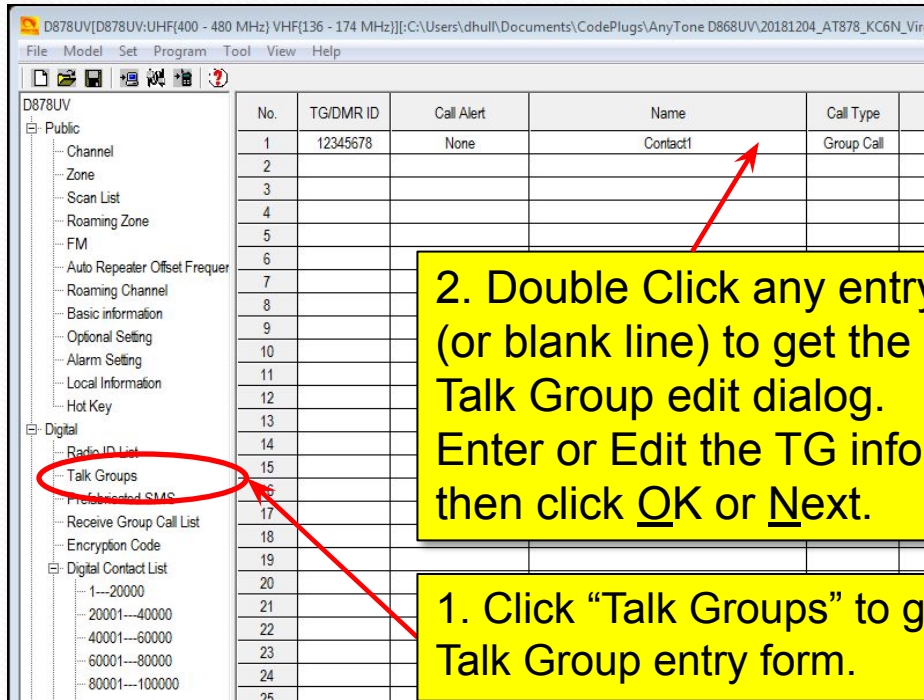 D878UV[D878UV:UHF{400 - 480 MHz} VHF{136 - 174 MHz}][:C:\Users\dhull\Documents\CodePlugs\AnyTone D868UV\20181204_AT878_KC6N_Vir
File Model Set Program Tool View Help
D878UV
Public
Channel
Zone
Scan List
Roaming Zone
FM
Auto Repeater Offset Frequer
Roaming Channel
Basic information
Optional Setting
Alarm Setting
Local Information
Hot Key
Digital
Radio ID List
Talk Groups
Prefabricated SMS
Receive Group Call List
Encryption Code
Digital Contact List
1---20000
20001---40000
40001---60000
60001---80000
80001---100000
No. TG/DMR ID Call Alert Name Call Type
1 12345678 None Contact1 Group Call
2
3
4
5
6
7
8
9
10
11
12
13
14
15
16
17
18
19
20
21
22
23
24
25
2. Double Click any entry
(or blank line) to get the
Talk Group edit dialog.
Enter or Edit the TG info
then click OK or Next.
1. Click “Talk Groups” to g
Talk Group entry form.